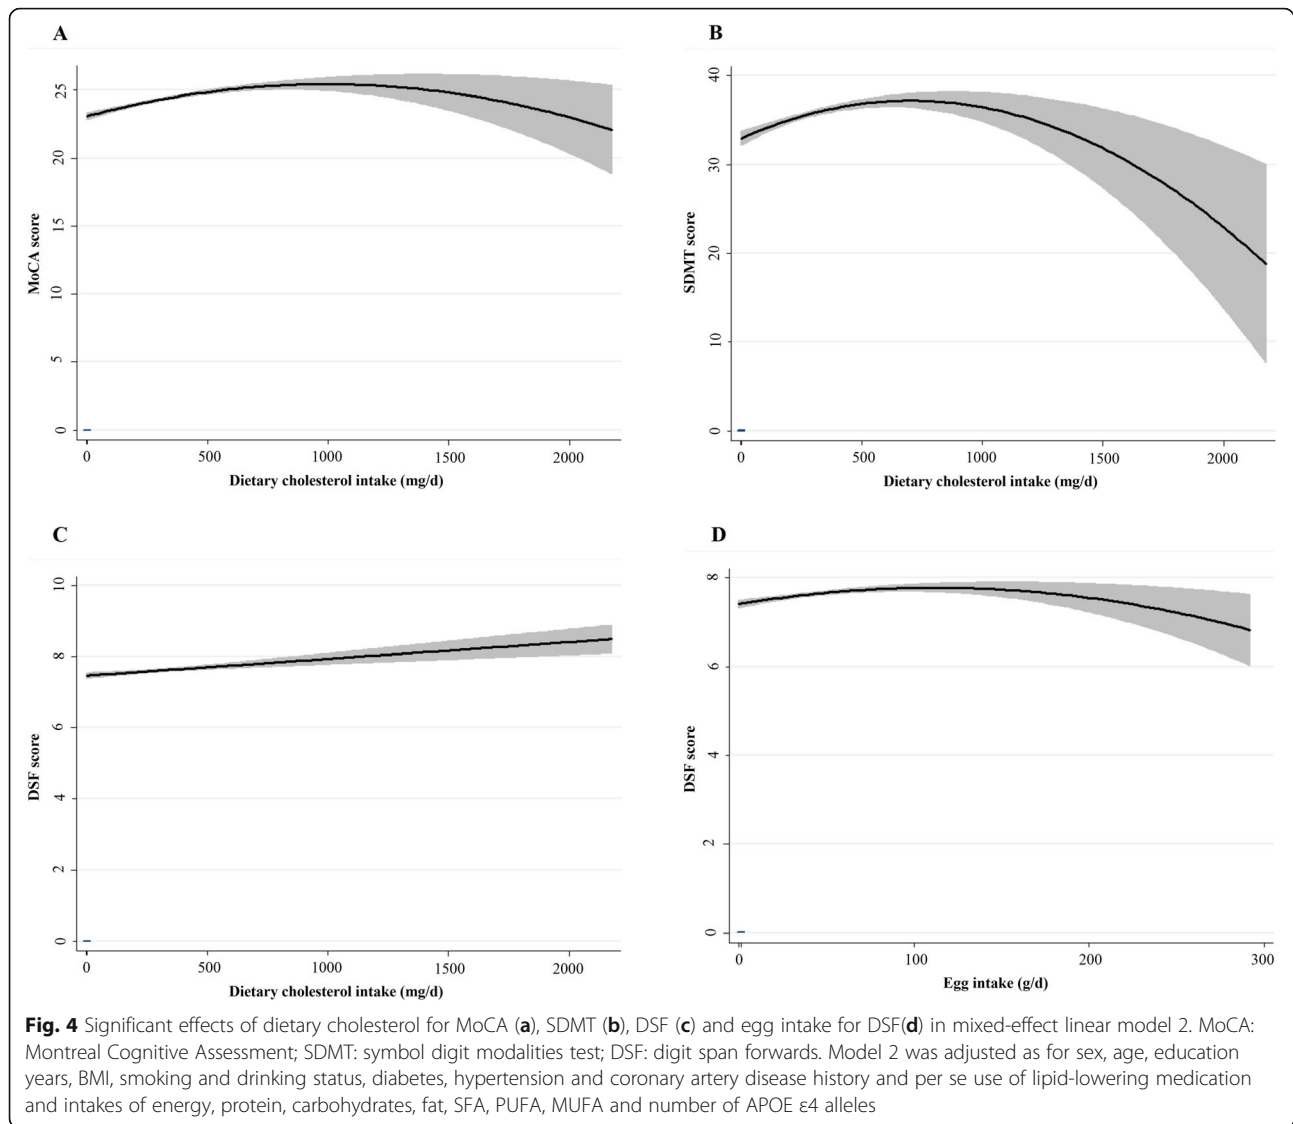 A
MoCA score
25
20
15
10
5
0
0 500 1000 1500 2000
Dietary cholesterol intake (mg/d)
B
SDMT score
40
30
20
10
0
0 500 1000 1500 2000
Dietary cholesterol intake (mg/d)
C
DSF score
10
8
6
4
2
0
0 500 1000 1500 2000
Dietary cholesterol intake (mg/d)
D
DSF score
8
6
4
2
0
0 100 200 300
Egg intake (g/d)
Fig. 4 Significant effects of dietary cholesterol for MoCA (a), SDMT (b), DSF (c) and egg intake for DSF(d) in mixed-effect linear model 2. MoCA:
Montreal Cognitive Assessment; SDMT: symbol digit modalities test; DSF: digit span forwards. Model 2 was adjusted as for sex, age, education
years, BMI, smoking and drinking status, diabetes, hypertension and coronary artery disease history and per se use of lipid-lowering medication
and intakes of energy, protein, carbohydrates, fat, SFA, PUFA, MUFA and number of APOE ε4 alleles